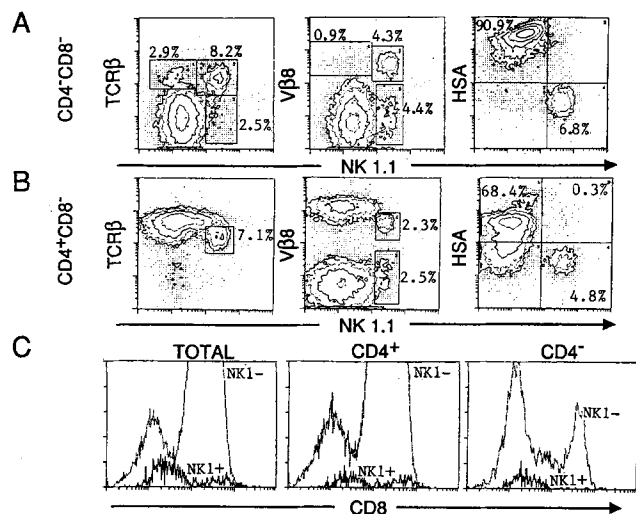 A
CD4-CD8-
TCRβ
2.9% 8.2%
2.5%
Vβ8
0.9% 4.3%
4.4%
HSA
90.9%
6.8%
NK 1.1
B
CD4+CD8-
TCRβ
7.1%
Vβ8
2.3%
2.5%
HSA
68.4% 0.3%
4.8%
NK 1.1
C
TOTAL CD4+ CD4-
NK1- NK1- NK1-
NK1+ NK1+ NK1+
CD8